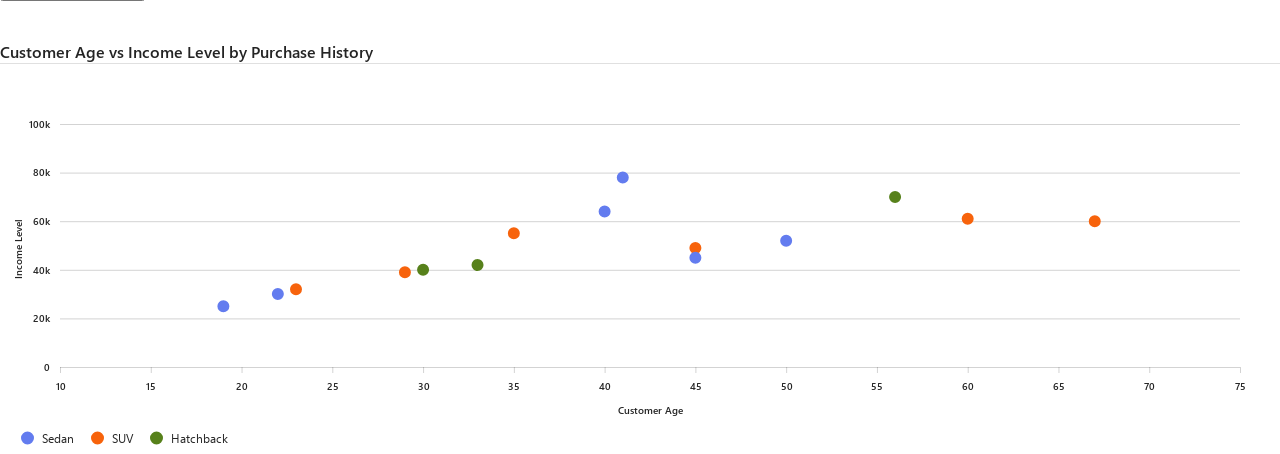 Customer Age vs Income Level by Purchase History
100k
80k
60k
40k
20k
0
Income Level
10 15 20 25 30 35 40 45 50 55 60 65 70 75
Customer Age
Sedan SUV Hatchback